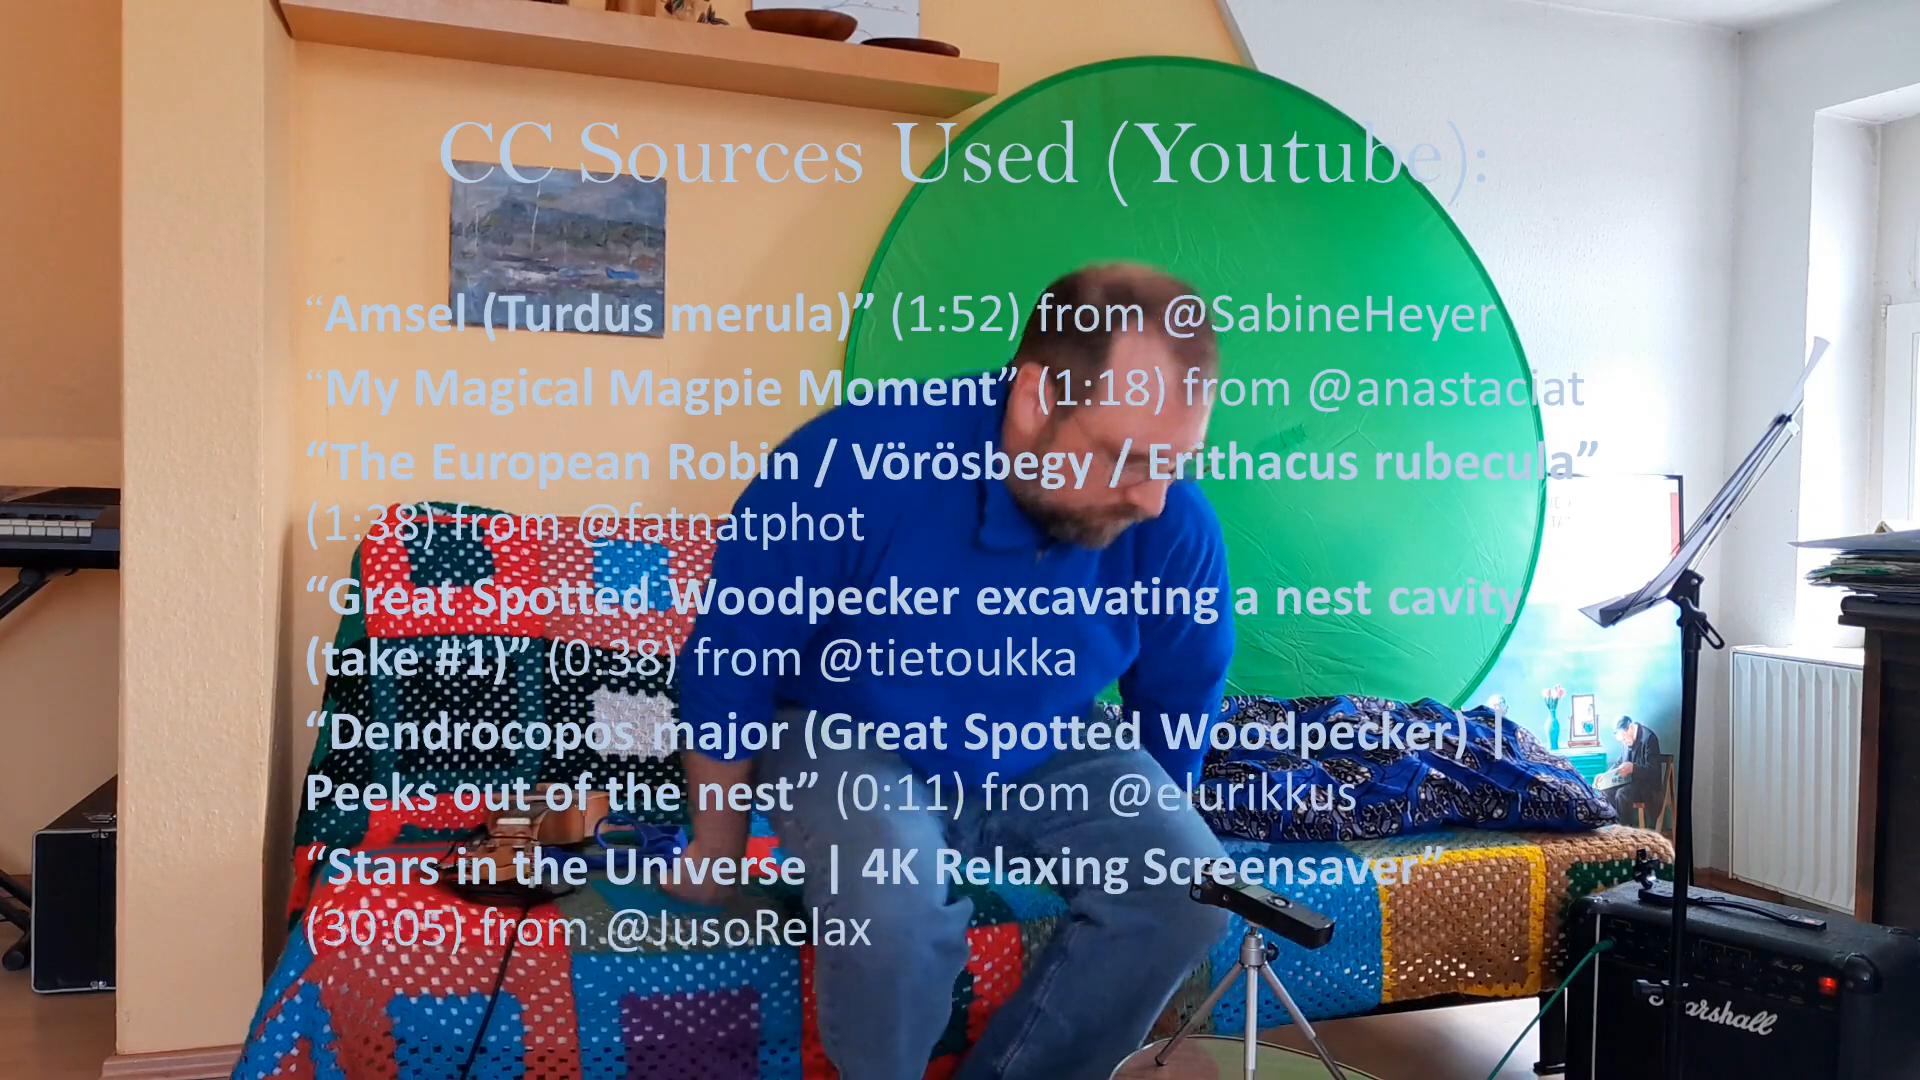 CC Sources Used (Youtube):
“Amsel (Turdus merula)” (1:52) from @SabineHeyer
“My Magical Magpie Moment” (1:18) from @anastaciat
“The European Robin / Vörösbegy / Erithacus rubecula”
(1:38) from @fatnatphot
“Great Spotted Woodpecker excavating a nest cavity
(take #1)” (0:38) from @tietoukka
“Dendrocopos major (Great Spotted Woodpecker) |
Peeks out of the nest” (0:11) from @elurikkus
“Stars in the Universe | 4K Relaxing Screensaver”
(30:05) from @JusoRelax
Marshall